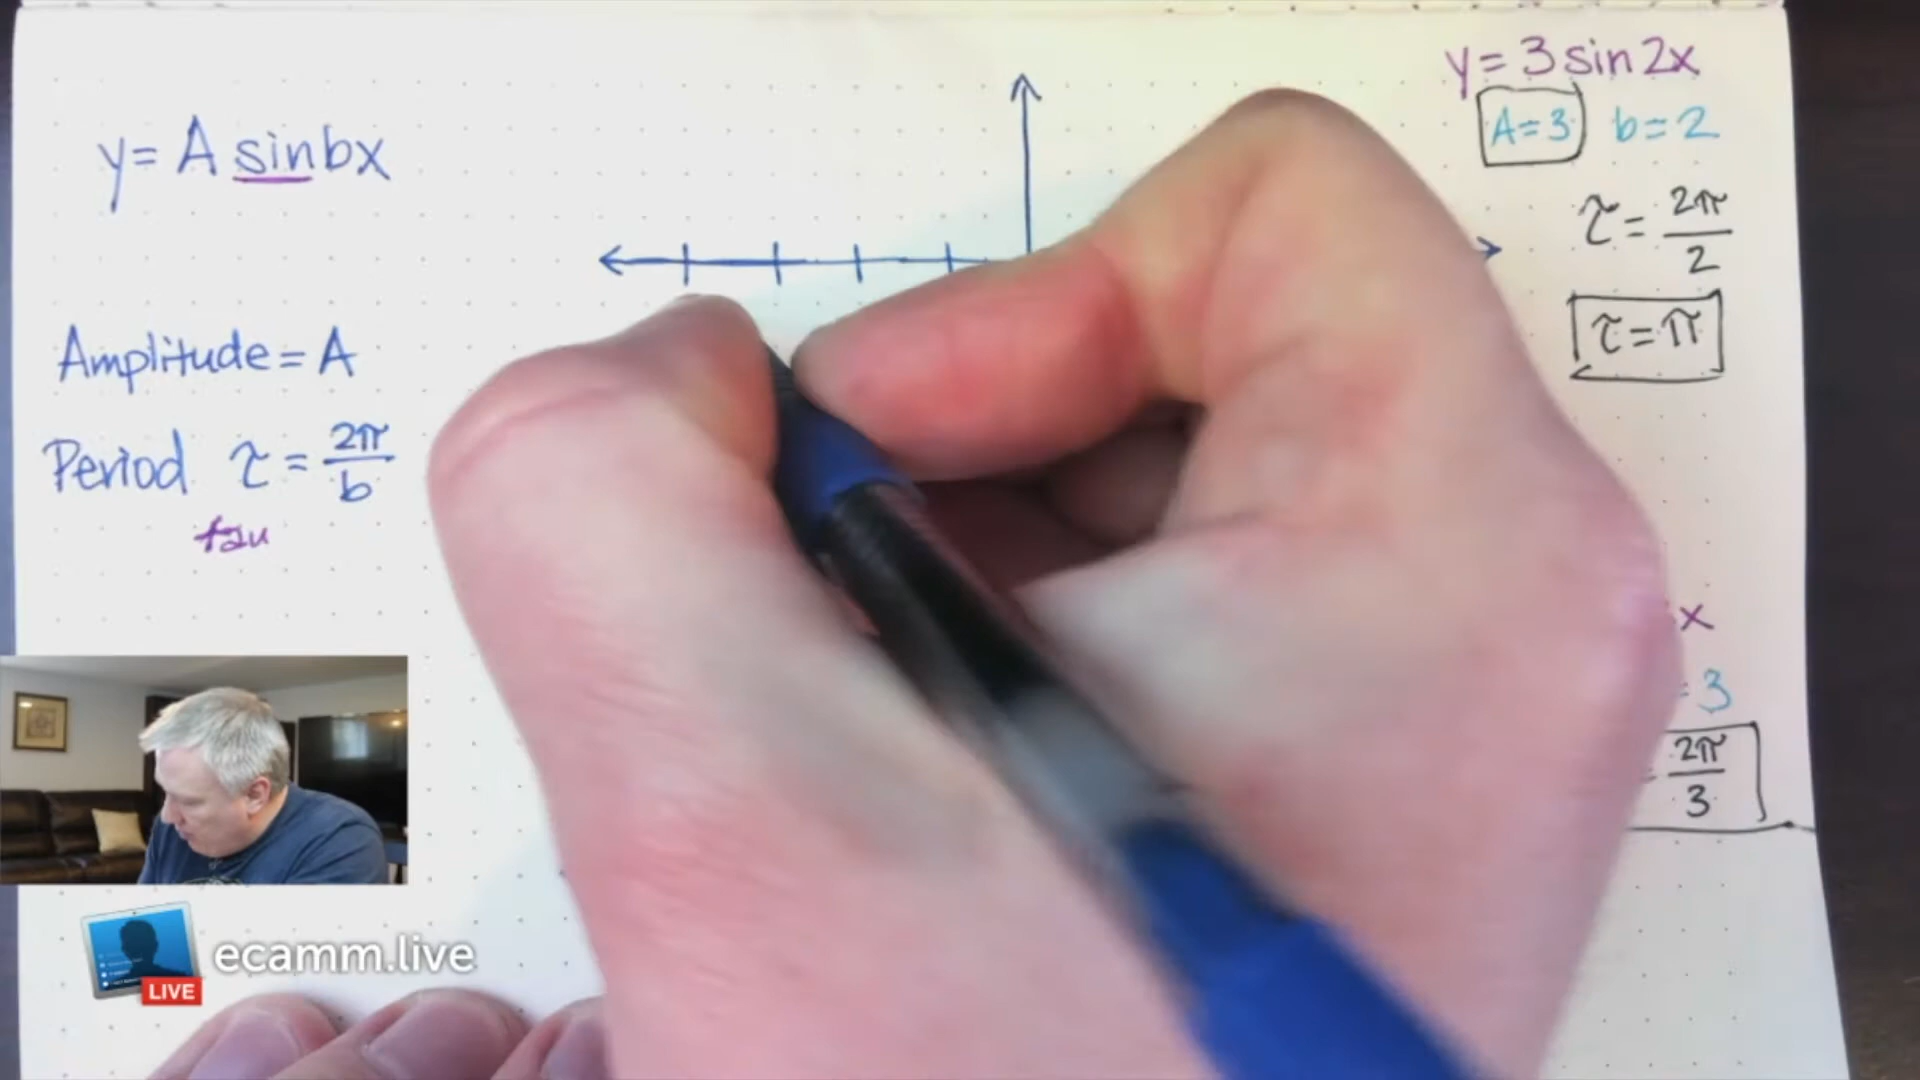 y = A sin bx
Amplitude = A
Period τ = 2π/b
tau
y = 3 sin 2x
A = 3 b = 2
τ = 2π/2
τ = π
x
= 3
= 2π/3
ecamm.live
LIVE